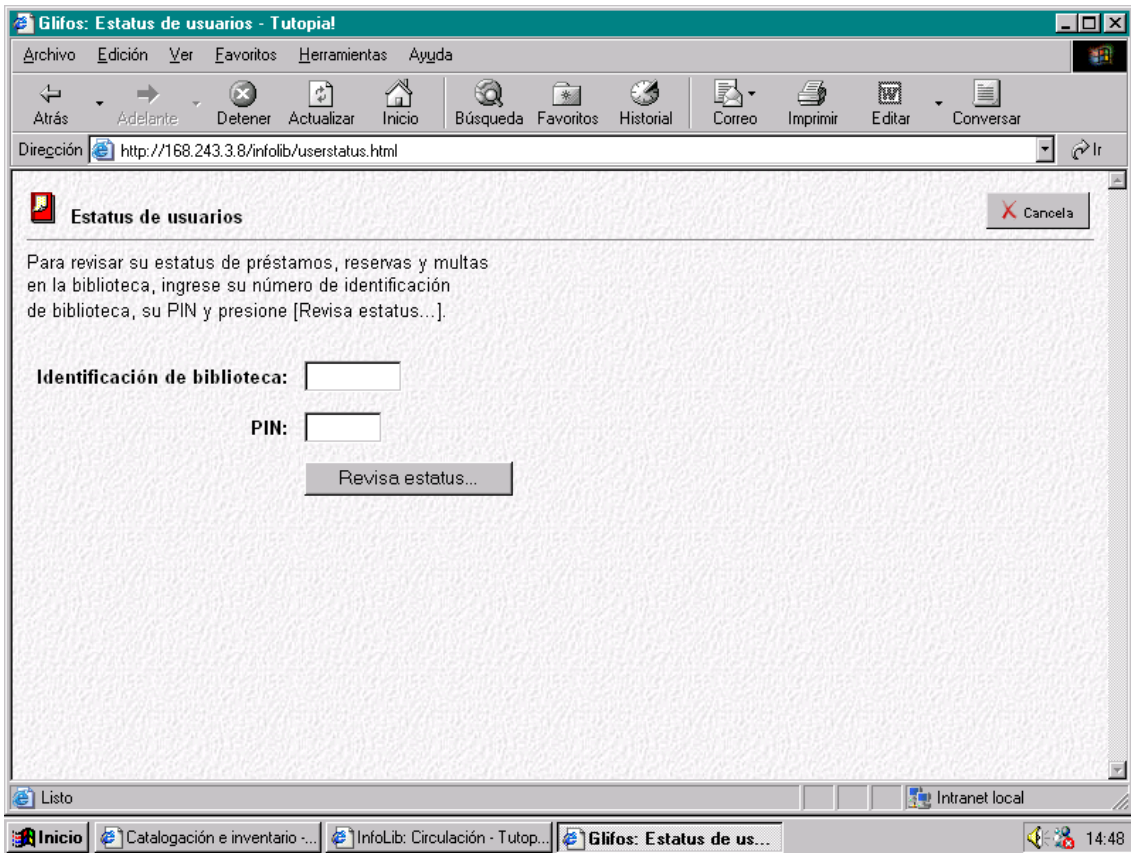 Glifos: Estatus de usuarios - Tutopia!
Archivo Edición Ver Favoritos Herramientas Ayuda
Atrás Adelante Detener Actualizar Inicio Búsqueda Favoritos Historial Correo Imprimir Editar Conversar
Dirección http://168.243.3.8/infolib/userstatus.html Ir
Estatus de usuarios
Cancela
Para revisar su estatus de préstamos, reservas y multas
en la biblioteca, ingrese su número de identificación
de biblioteca, su PIN y presione [Revisa estatus...].
Identificación de biblioteca:
PIN:
Revisa estatus...
Listo Intranet local
Inicio Catalogación e inventario -... InfoLib: Circulación - Tutop... Glifos: Estatus de us... 14:48